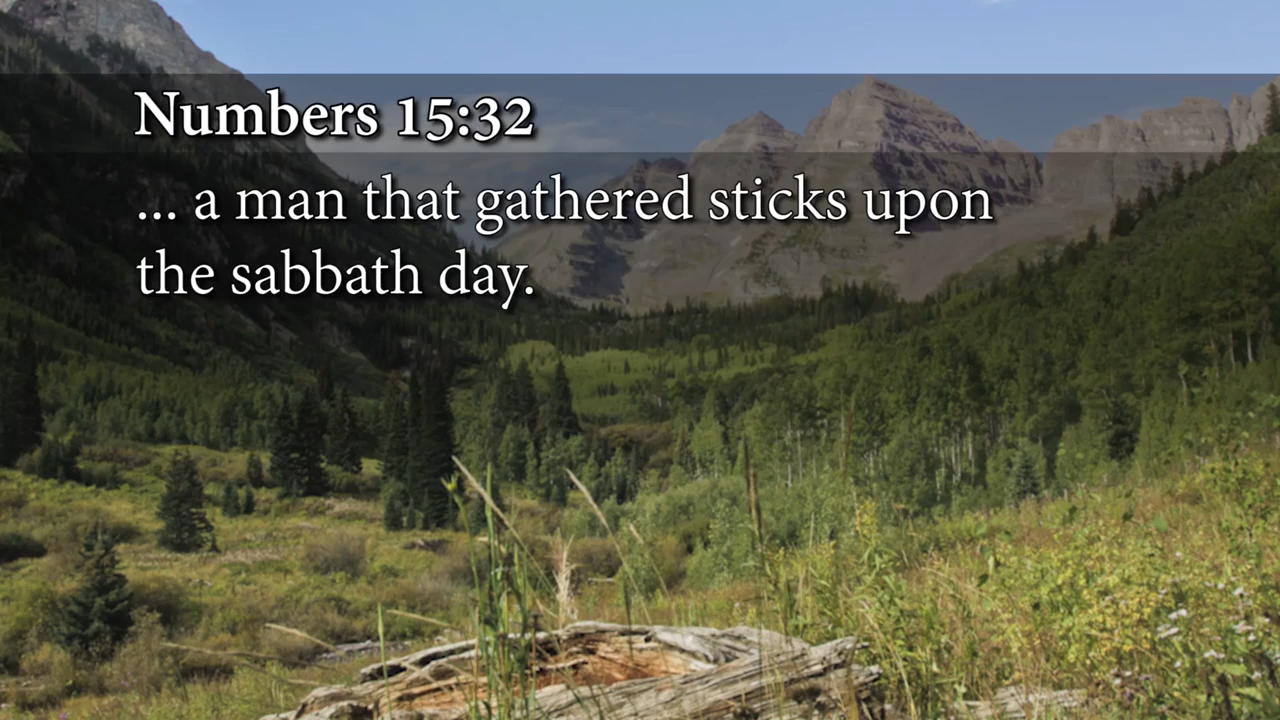 Numbers 15:32
... a man that gathered sticks upon
the sabbath day.